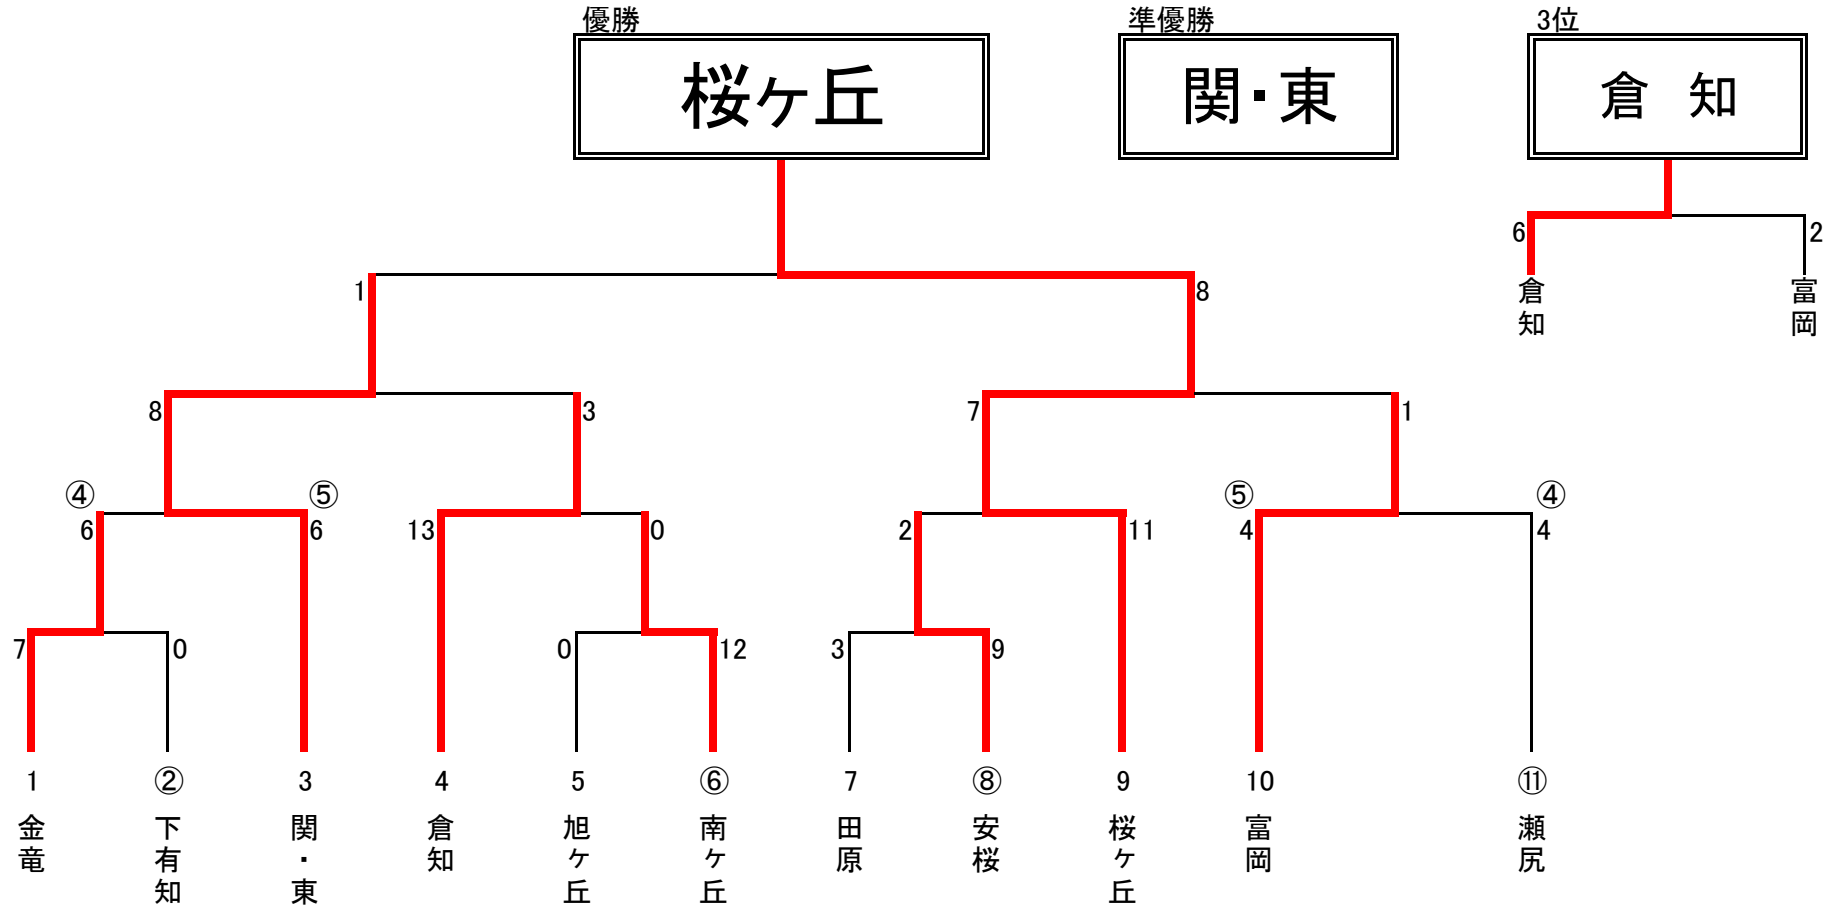 優勝
準優勝
3位
桜ヶ丘
関・東
倉 知
6
2
倉知
富岡
1
8
8
3
7
1
④
⑤
⑤
④
6
6
13
0
2
11
4
4
7
0
0
12
3
9
1
②
3
4
5
⑥
7
⑧
9
10
⑪
金竜
下有知
関・東
倉知
旭ヶ丘
南ヶ丘
田原
安桜
桜ヶ丘
富岡
瀬尻